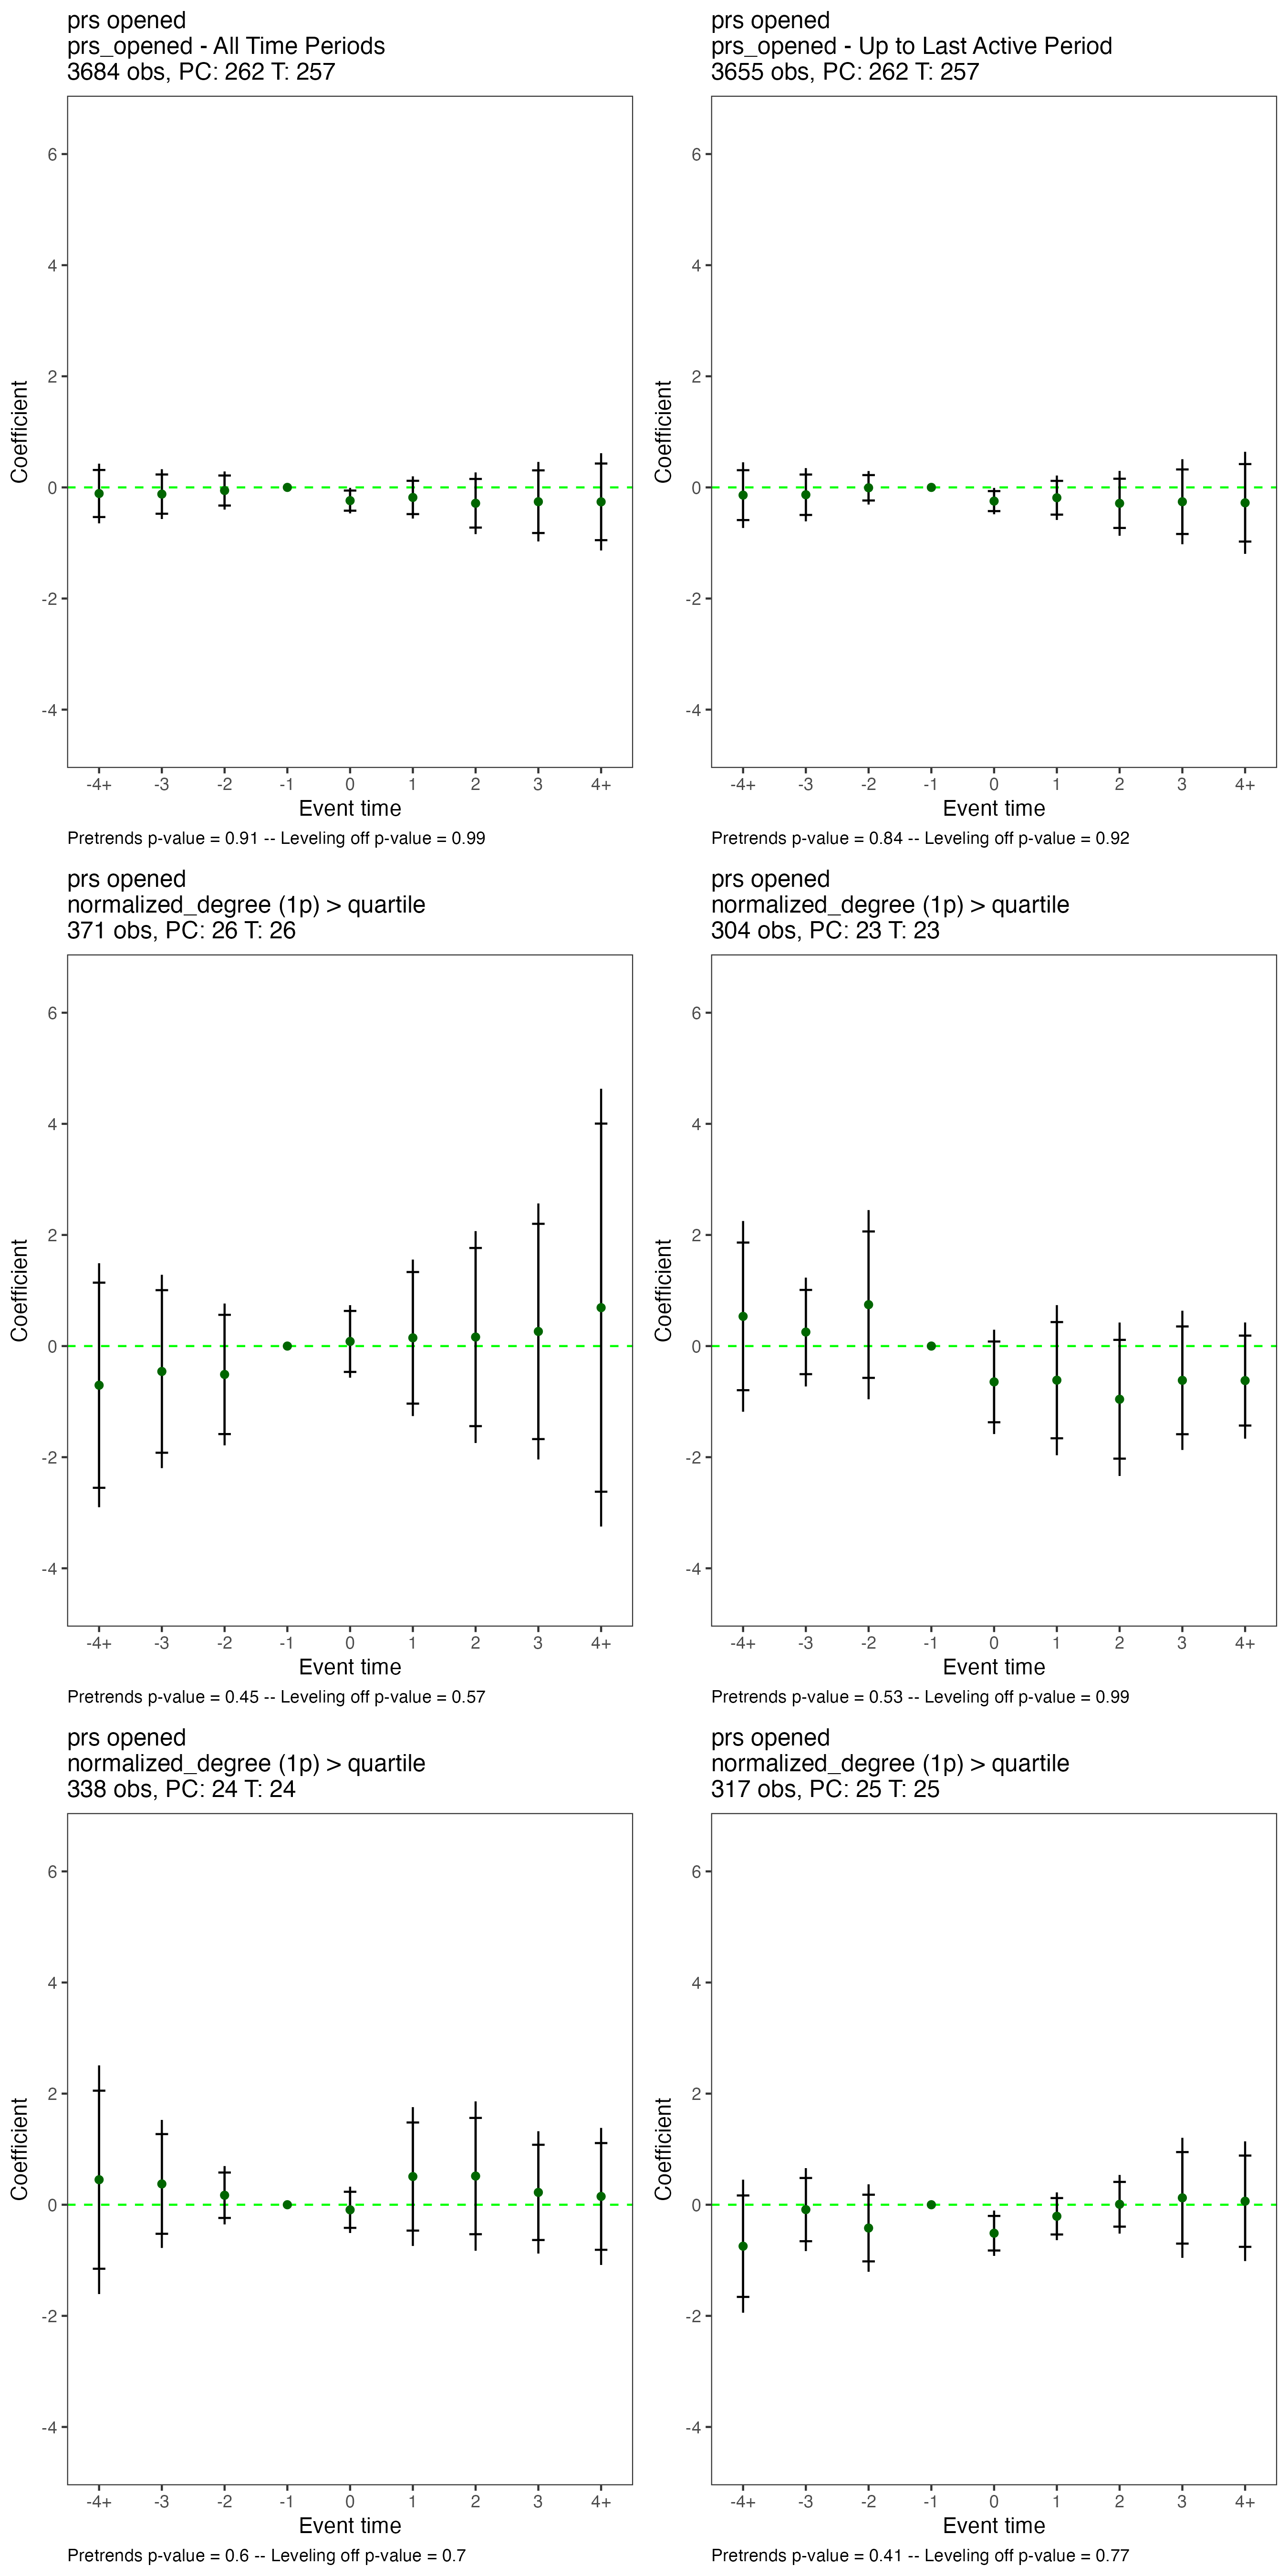 prs opened
prs_opened - All Time Periods
3684 obs, PC: 262 T: 257
6
4
2
0
-2
-4
Coefficient
-4+ -3 -2 -1 0 1 2 3 4+
Event time
Pretrends p-value = 0.91 -- Leveling off p-value = 0.99
prs opened
prs_opened - Up to Last Active Period
3655 obs, PC: 262 T: 257
6
4
2
0
-2
-4
Coefficient
-4+ -3 -2 -1 0 1 2 3 4+
Event time
Pretrends p-value = 0.84 -- Leveling off p-value = 0.92
prs opened
normalized_degree (1p) > quartile
371 obs, PC: 26 T: 26
6
4
2
0
-2
-4
Coefficient
-4+ -3 -2 -1 0 1 2 3 4+
Event time
Pretrends p-value = 0.45 -- Leveling off p-value = 0.57
prs opened
normalized_degree (1p) > quartile
304 obs, PC: 23 T: 23
6
4
2
0
-2
-4
Coefficient
-4+ -3 -2 -1 0 1 2 3 4+
Event time
Pretrends p-value = 0.53 -- Leveling off p-value = 0.99
prs opened
normalized_degree (1p) > quartile
338 obs, PC: 24 T: 24
6
4
2
0
-2
-4
Coefficient
-4+ -3 -2 -1 0 1 2 3 4+
Event time
Pretrends p-value = 0.6 -- Leveling off p-value = 0.7
prs opened
normalized_degree (1p) > quartile
317 obs, PC: 25 T: 25
6
4
2
0
-2
-4
Coefficient
-4+ -3 -2 -1 0 1 2 3 4+
Event time
Pretrends p-value = 0.41 -- Leveling off p-value = 0.77